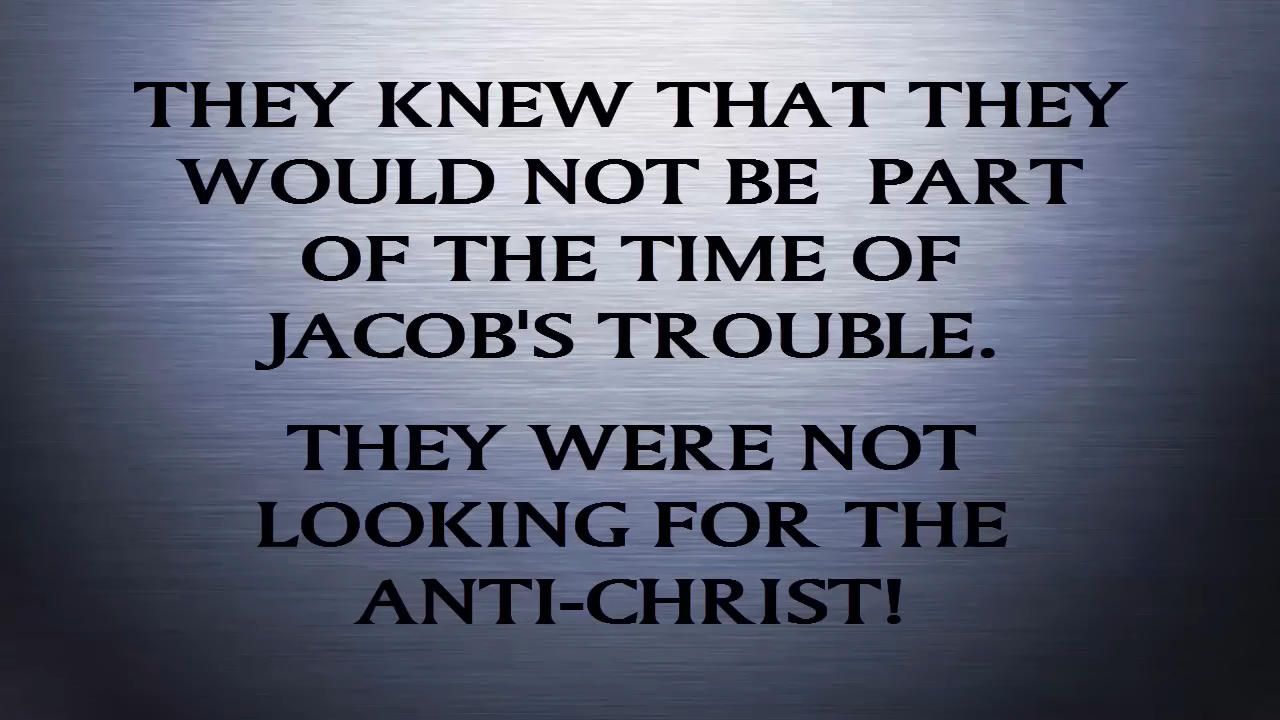 THEY KNEW THAT THEY
WOULD NOT BE  PART
OF THE TIME OF
JACOB'S TROUBLE.
THEY WERE NOT
LOOKING FOR THE
ANTI-CHRIST!